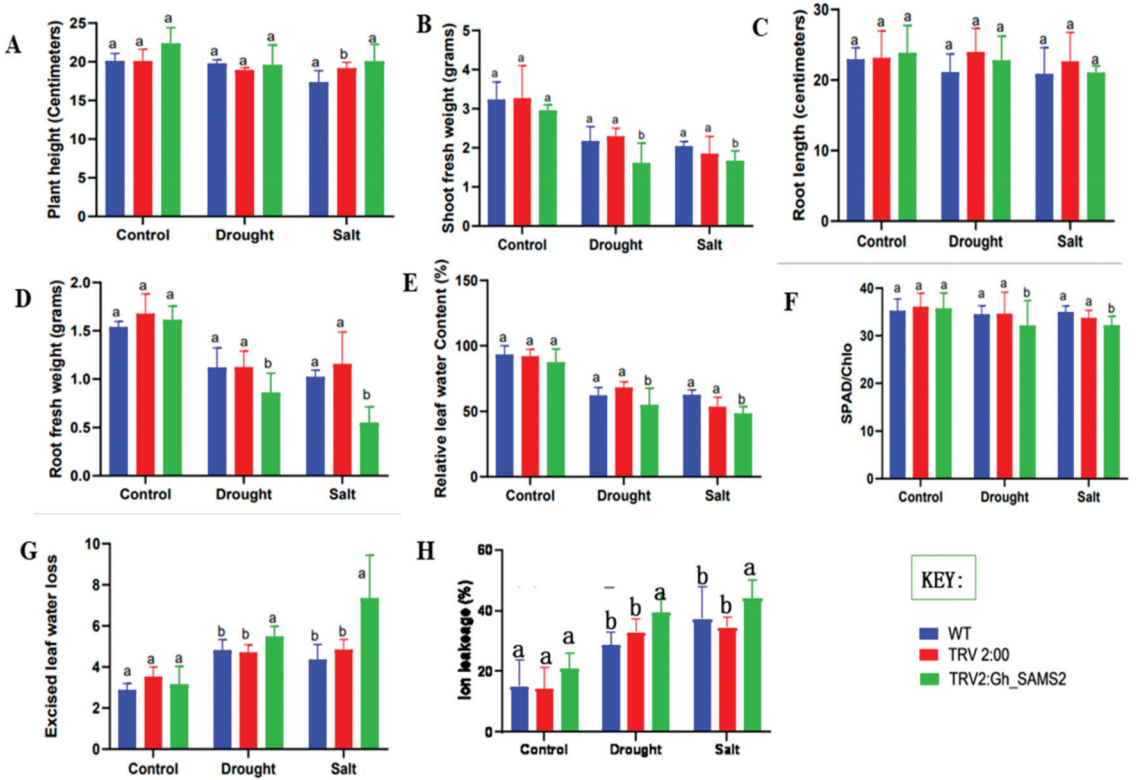 A
Plant height (Centimeters)
25
20
15
10
5
0
a a a a a a a b a
Control Drought Salt
B
Shoot fresh weight (grams)
5
4
3
2
1
0
a a a a a b a a b
Control Drought Salt
C
Root length (centimeters)
30
20
10
0
a a a a a a a a a
Control Drought Salt
D
Root fresh weight (grams)
2.0
1.5
1.0
0.5
0.0
a a a a a b a a b
Control Drought Salt
E
Relative leaf water Content (%)
150
100
50
0
a a a a a b a a b
Control Drought Salt
F
SPAD/Chlo
40
30
20
10
0
a a a a a b a a b
Control Drought Salt
G
Excised leaf water loss
10
8
6
4
2
0
a a a b b a b b a
Control Drought Salt
H
Ion leakeage (%)
60
40
20
0
a a a b b a b b a
Control Drought Salt
KEY:
WT
TRV 2:00
TRV2:Gh_SAMS2